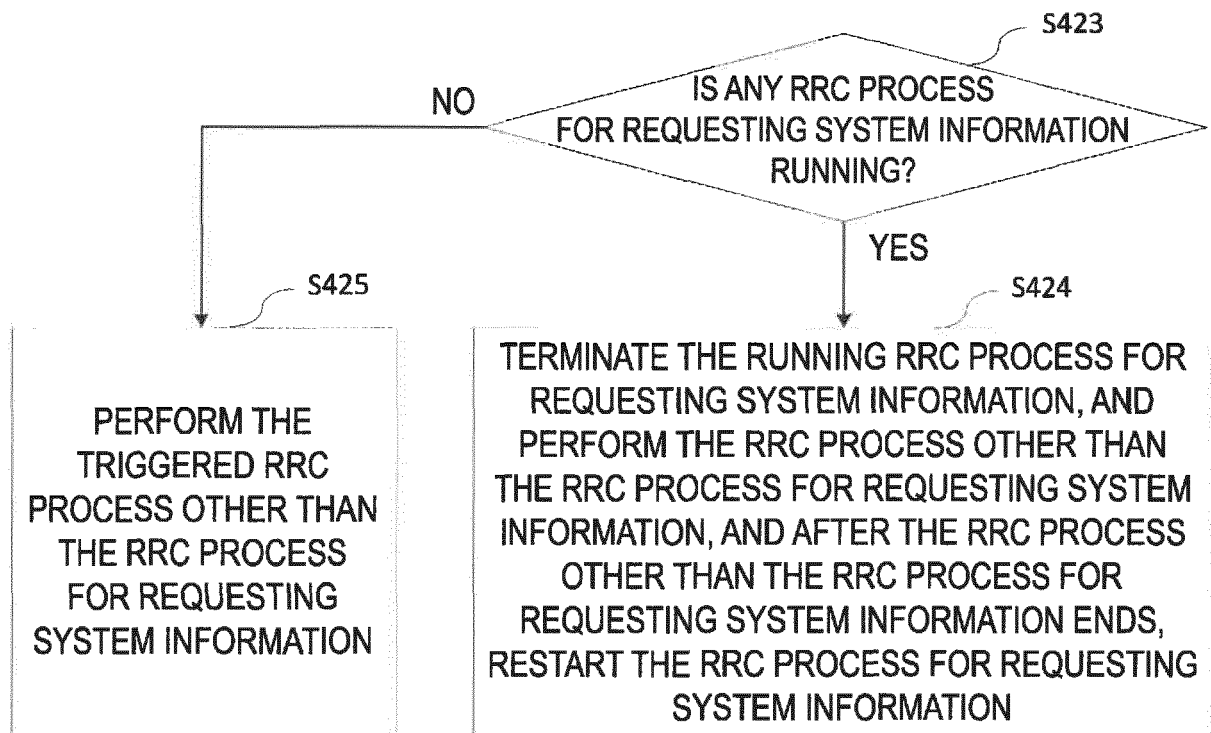 S423
IS ANY RRC PROCESS
FOR REQUESTING SYSTEM INFORMATION
RUNNING?
NO
YES
S425
PERFORM THE
TRIGGERED RRC
PROCESS OTHER THAN
THE RRC PROCESS
FOR REQUESTING
SYSTEM INFORMATION
S424
TERMINATE THE RUNNING RRC PROCESS FOR
REQUESTING SYSTEM INFORMATION, AND
PERFORM THE RRC PROCESS OTHER THAN
THE RRC PROCESS FOR REQUESTING SYSTEM
INFORMATION, AND AFTER THE RRC PROCESS
OTHER THAN THE RRC PROCESS FOR
REQUESTING SYSTEM INFORMATION ENDS,
RESTART THE RRC PROCESS FOR REQUESTING
SYSTEM INFORMATION